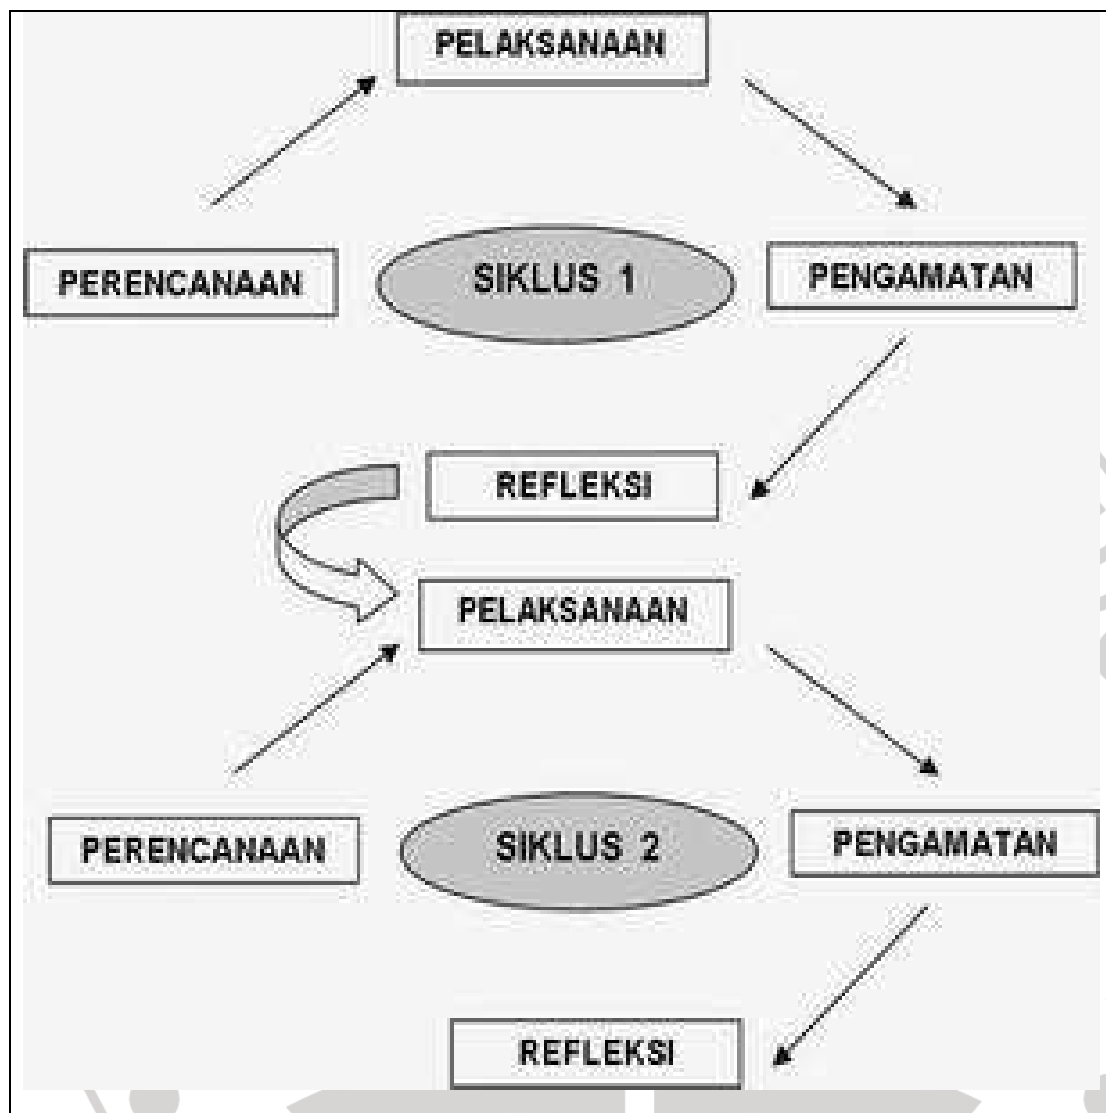 PELAKSANAAN
PERENCANAAN
SIKLUS 1
PENGAMATAN
REFLEKSI
PELAKSANAAN
PERENCANAAN
SIKLUS 2
PENGAMATAN
REFLEKSI